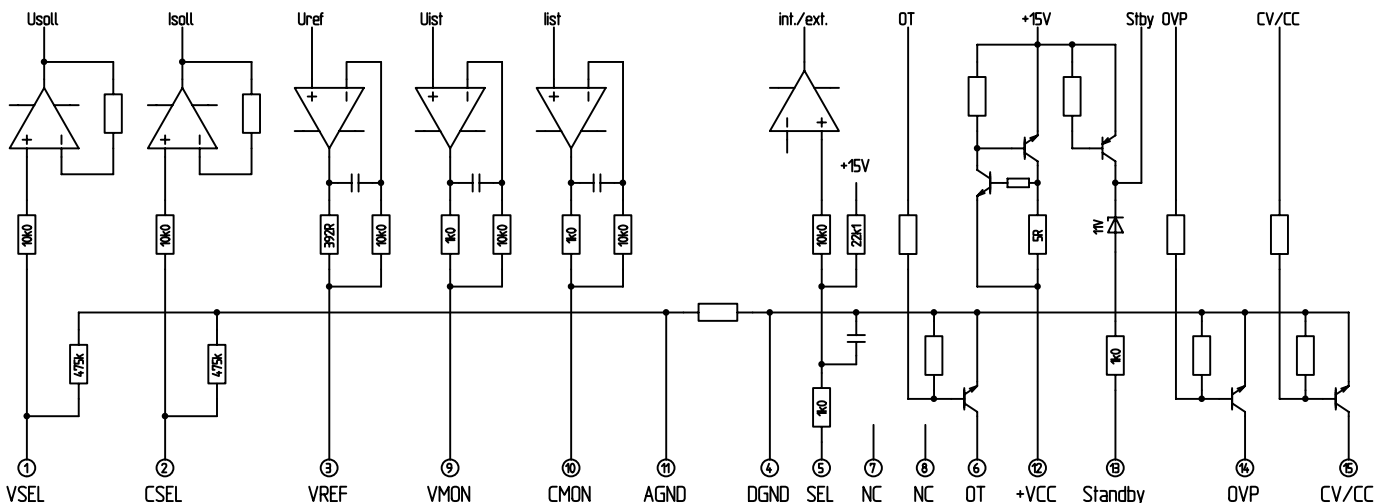 Usoll Isoll Uref Uist Iist int./ext. OT +15V Stby OVP CV/CC
+ − + − + − + − + − − +
+15V
10k0 10k0 392R 10k0 1k0 10k0 1k0 10k0 10k0 22k1 5R 11V
475k 475k 1k0 1k0
1 2 3 9 10 11 4 5 7 8 6 12 13 14 15
VSEL CSEL VREF VMON CMON AGND DGND SEL NC NC OT +VCC Standby OVP CV/CC